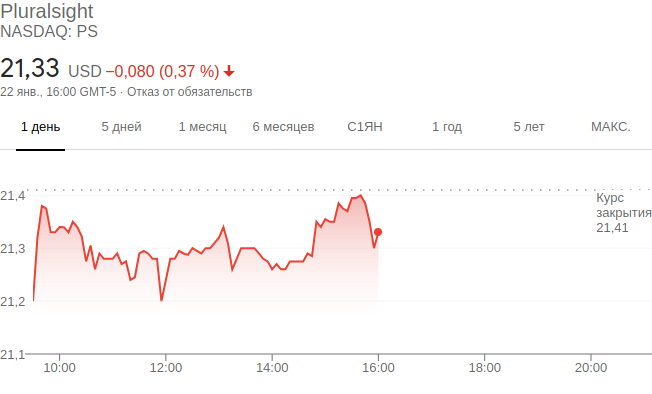 Pluralsight
NASDAQ: PS
21,33 USD −0,080 (0,37 %)
22 янв., 16:00 GMT-5 · Отказ от обязательств
1 день 5 дней 1 месяц 6 месяцев С1ЯН 1 год 5 лет МАКС.
21,4
Курс
закрытия
21,41
21,3
21,2
21,1
10:00 12:00 14:00 16:00 18:00 20:00